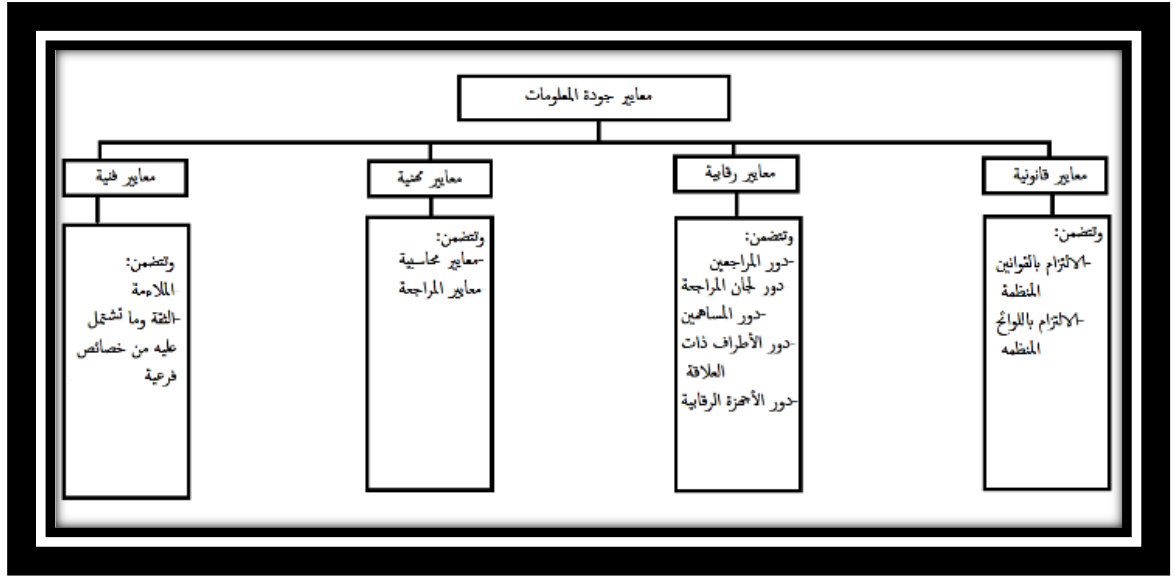 معايير جودة المعلومات
معايير قانونية
وتتضمن:
-الالتزام بالقوانين
المنظمة
-الالتزام باللوائح
المنظمه
معايير رقابية
وتتضمن:
-دور المراجعين
-دور لجان المراجعة
-دور المساهمين
-دور الأطراف ذات
العلاقة
-دور الأجهزة الرقابية
معايير مهنية
وتتضمن:
-معايير محاسبية
معايير المراجعة
معايير فنية
وتتضمن:
-الملاءمة
-الثقة وما تشتمل
عليه من خصائص
فرعية